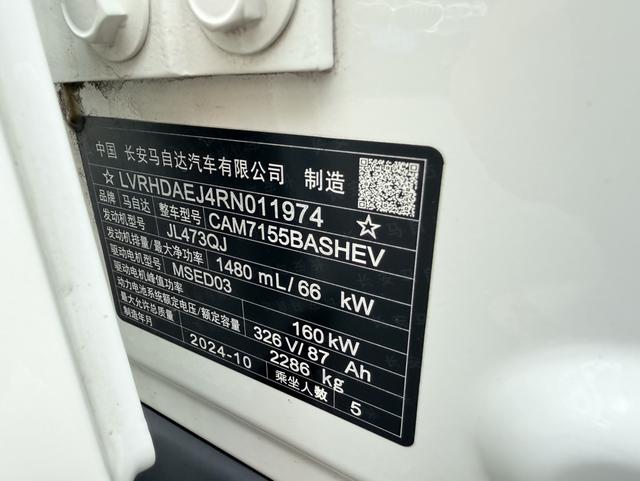 中国 长安马自达汽车有限公司 制造
☆LVRHDAEJ4RN011974☆
品牌 马自达 整车型号 CAM7155BASHEV
发动机型号 JL473QJ
发动机排量/最大净功率 1480 mL/66 kW
驱动电机型号 MSED03
驱动电机峰值功率 160kW
动力电池系统额定电压/额定容量 326 V/87 Ah
最大允许总质量 2286 kg
制造年月 2024-10 乘坐人数 5